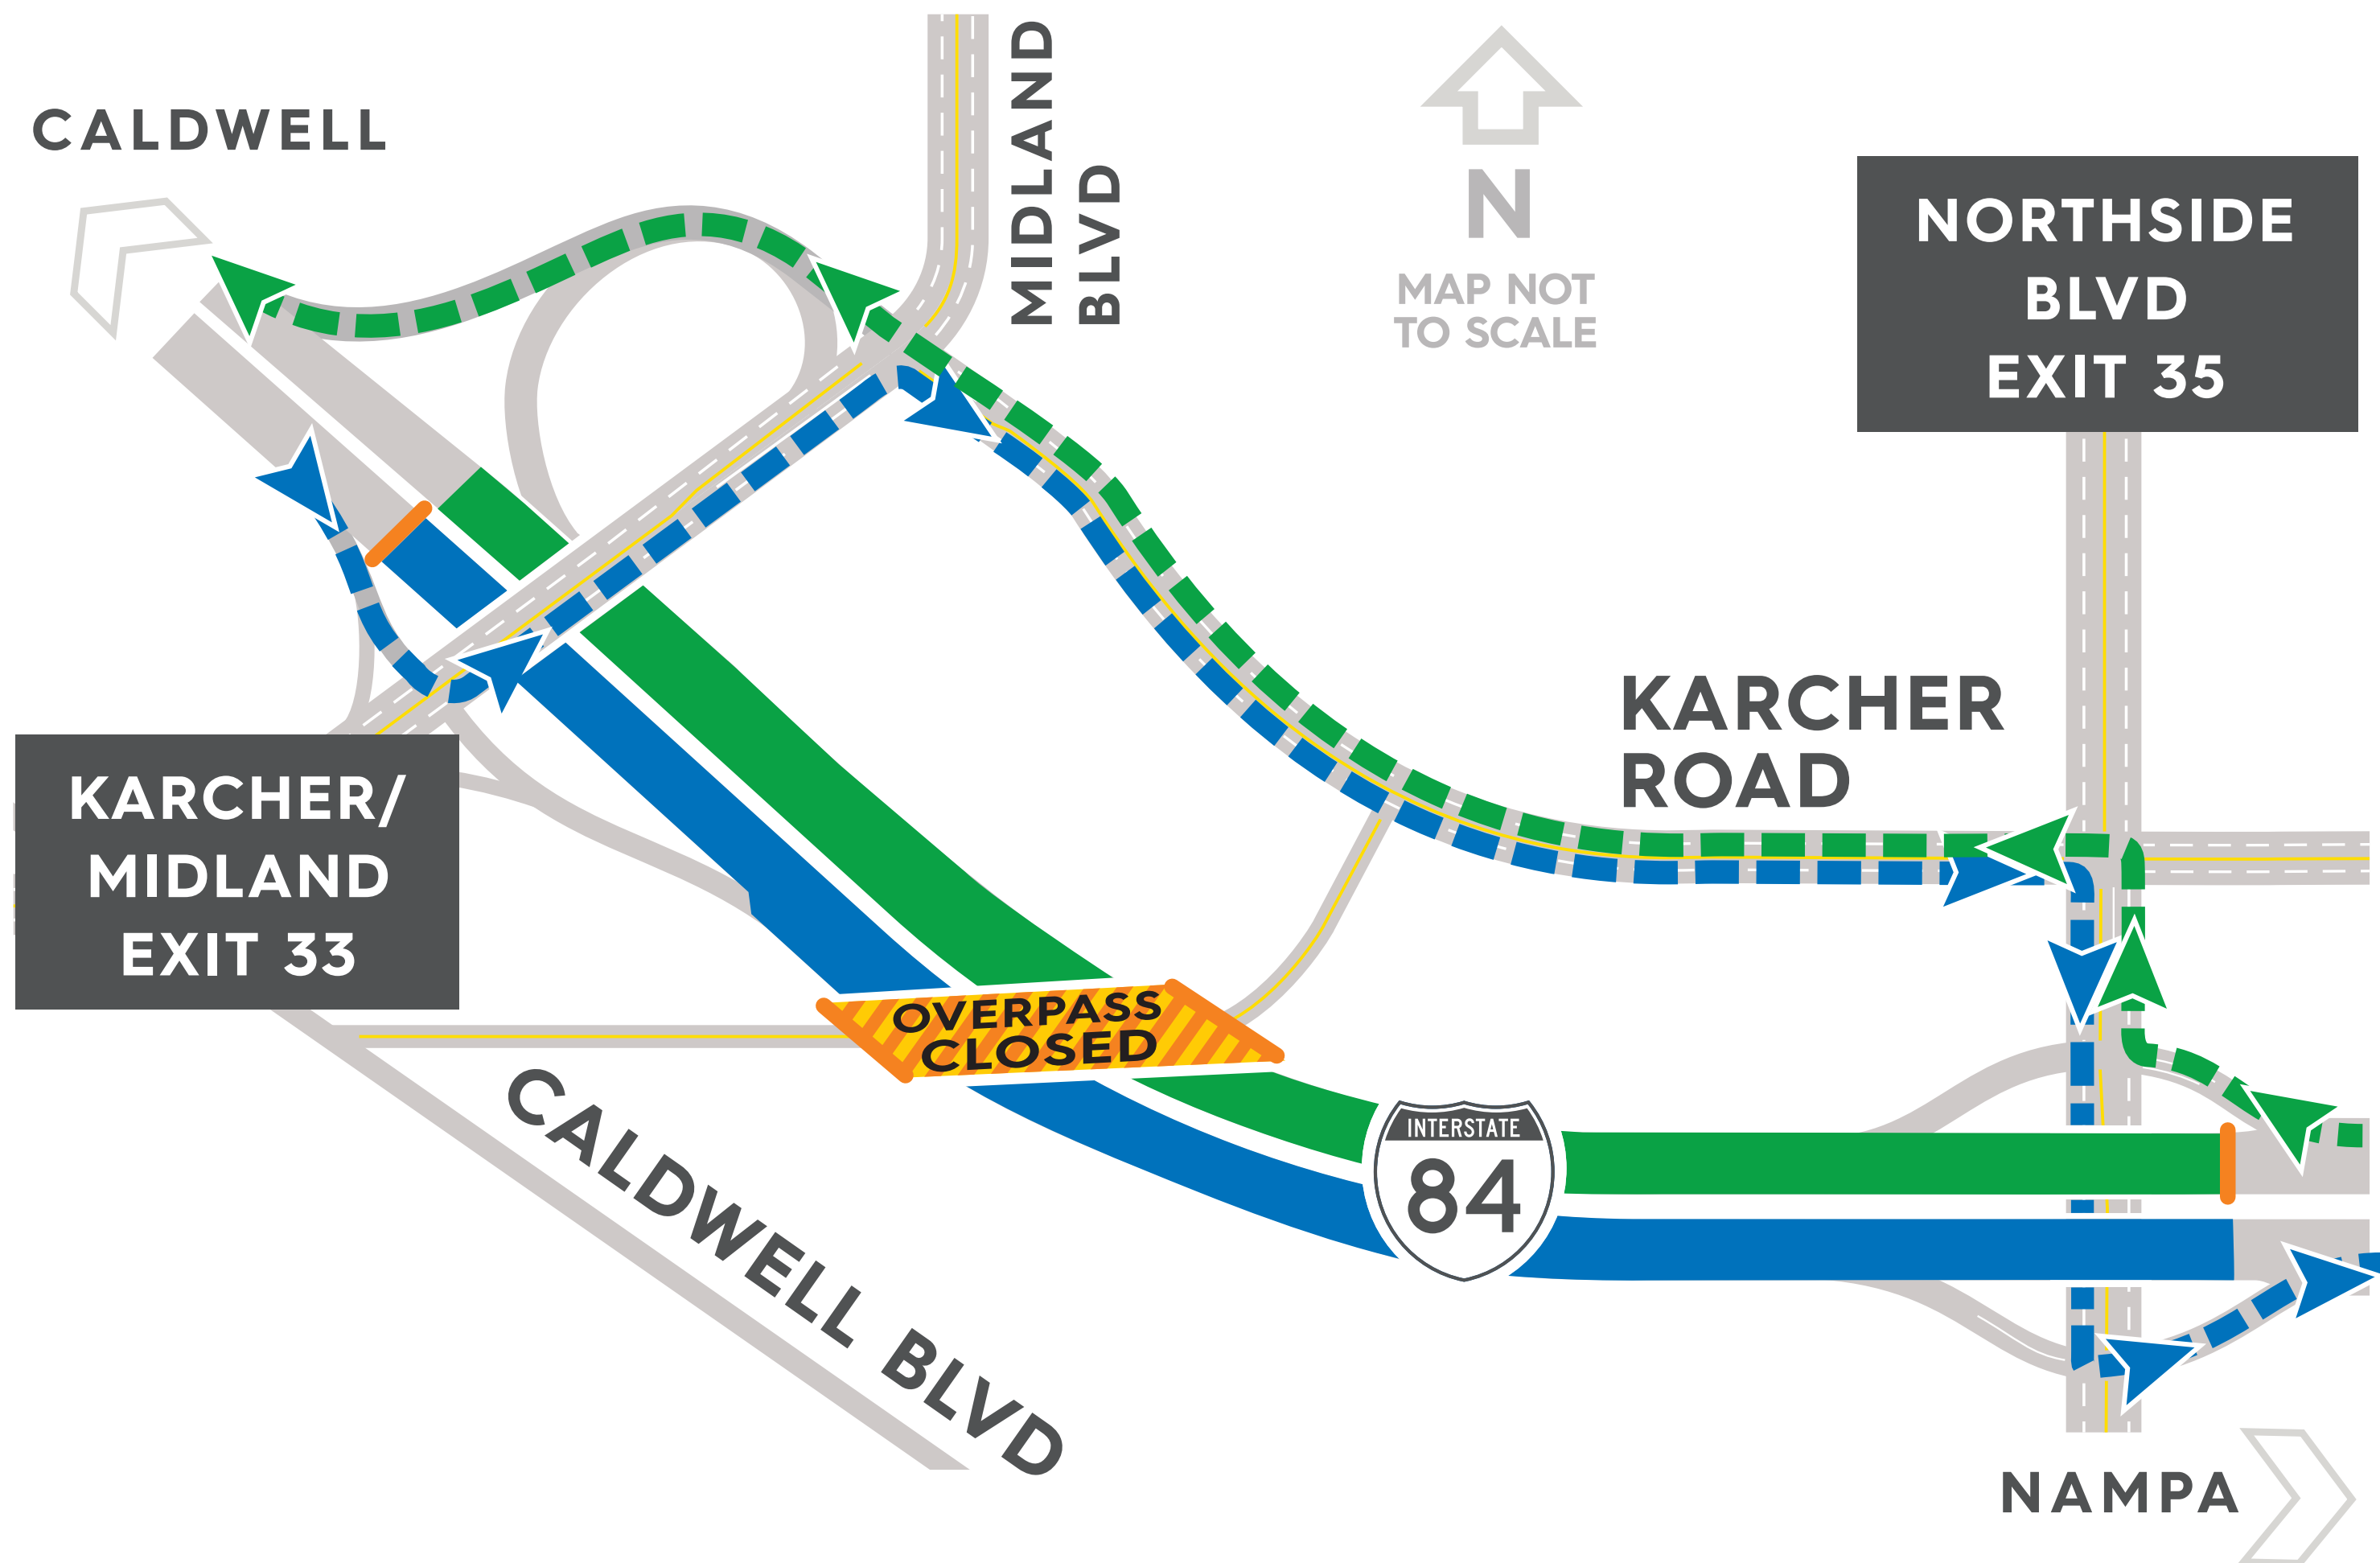 CALDWELL
MIDLAND
BLVD
N
MAP NOT
TO SCALE
NORTHSIDE
BLVD
EXIT 35
KARCHER
ROAD
KARCHER/
MIDLAND
EXIT 33
OVERPASS
CLOSED
INTERSTATE
84
CALDWELL BLVD
NAMPA